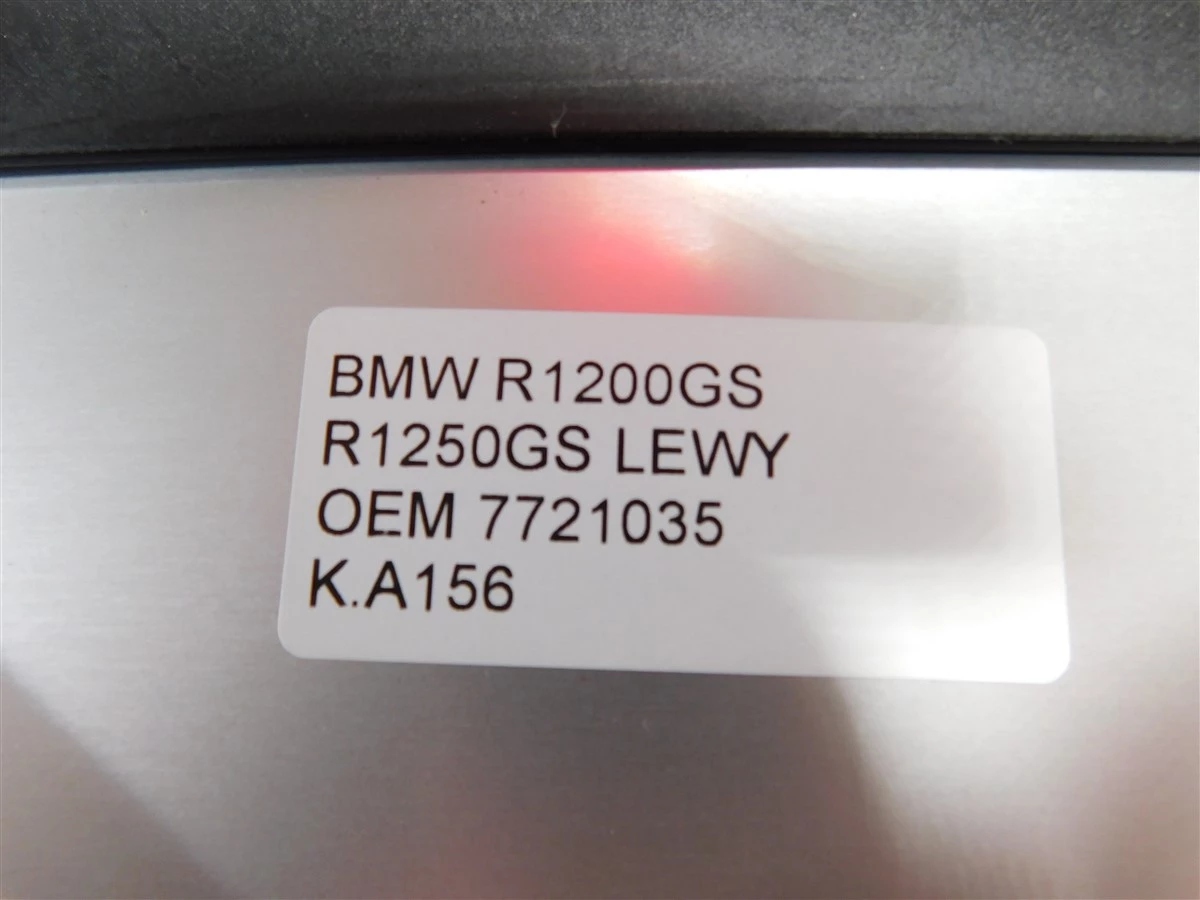 BMW R1200GS
R1250GS LEWY
OEM 7721035
K.A156